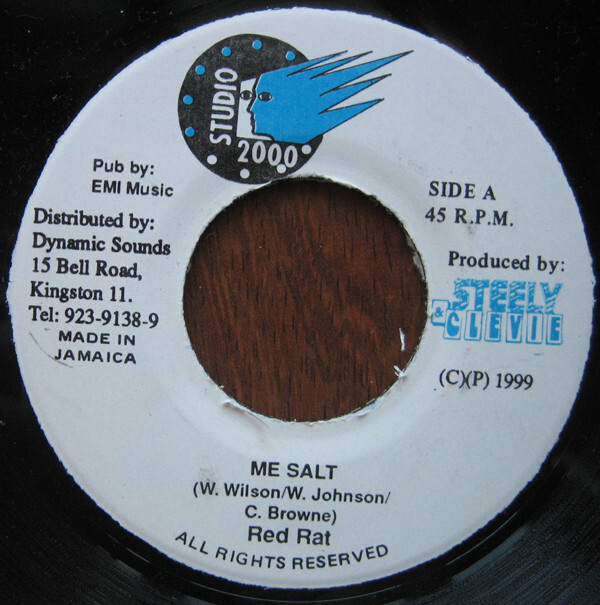 STUDIO
2000
Pub by:
EMI Music
Distributed by:
Dynamic Sounds
15 Bell Road,
Kingston 11.
Tel: 923-9138-9
MADE IN
JAMAICA
SIDE A
45 R.P.M.
Produced by:
STEELY
& CLEVIE
(C)(P) 1999
ME SALT
(W. Wilson/W. Johnson/
C. Browne)
Red Rat
ALL RIGHTS RESERVED